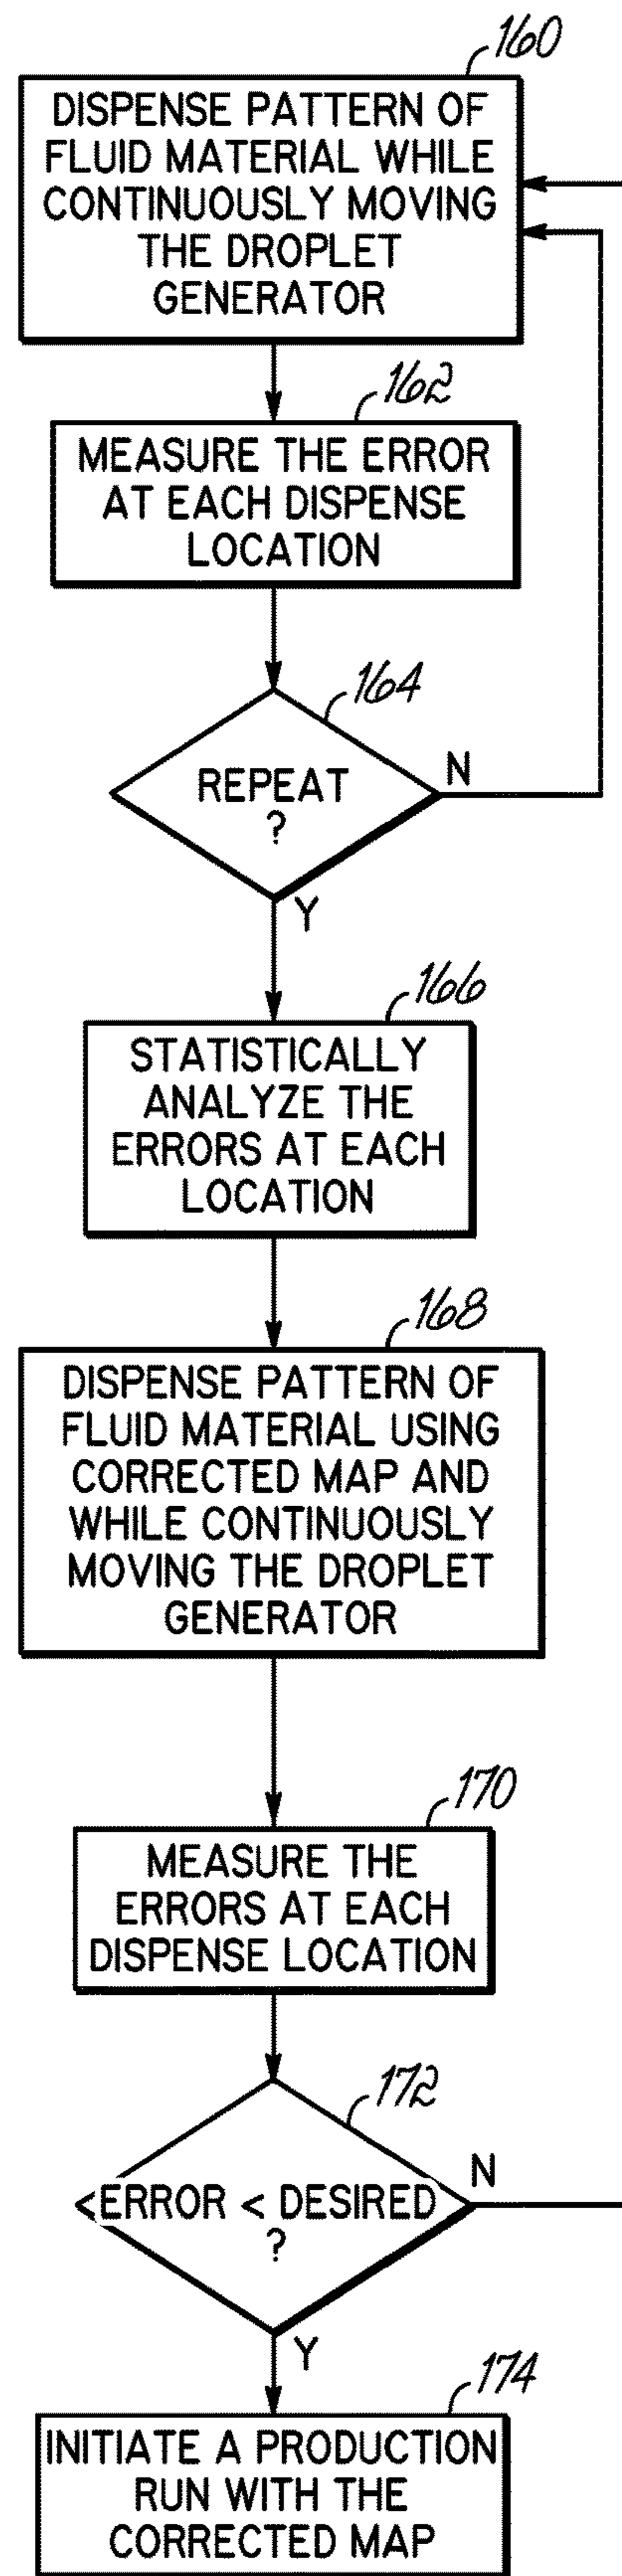 160
DISPENSE PATTERN OF
FLUID MATERIAL WHILE
CONTINUOUSLY MOVING
THE DROPLET
GENERATOR
162
MEASURE THE ERROR
AT EACH DISPENSE
LOCATION
164
REPEAT
?
N
Y
166
STATISTICALLY
ANALYZE THE
ERRORS AT EACH
LOCATION
168
DISPENSE PATTERN OF
FLUID MATERIAL USING
CORRECTED MAP AND
WHILE CONTINUOUSLY
MOVING THE DROPLET
GENERATOR
170
MEASURE THE
ERRORS AT EACH
DISPENSE LOCATION
172
N
ERROR < DESIRED
?
Y
174
INITIATE A PRODUCTION
RUN WITH THE
CORRECTED MAP